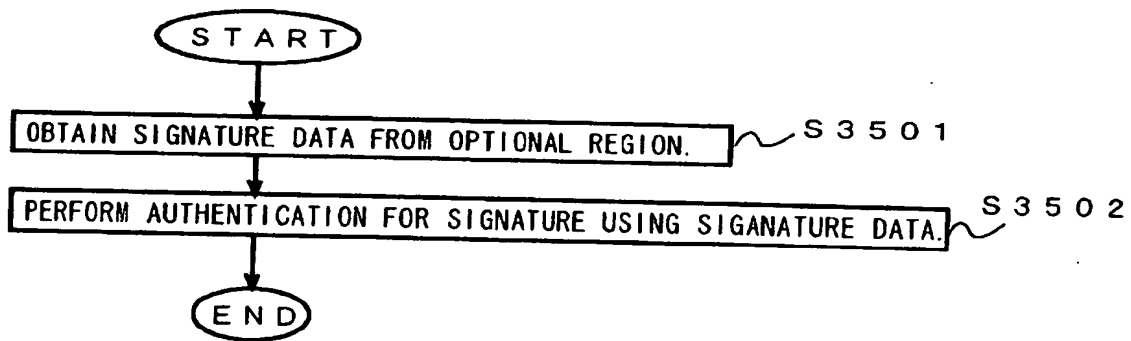 START
OBTAIN SIGNATURE DATA FROM OPTIONAL REGION.
S3501
PERFORM AUTHENTICATION FOR SIGNATURE USING SIGANATURE DATA.
S3502
END